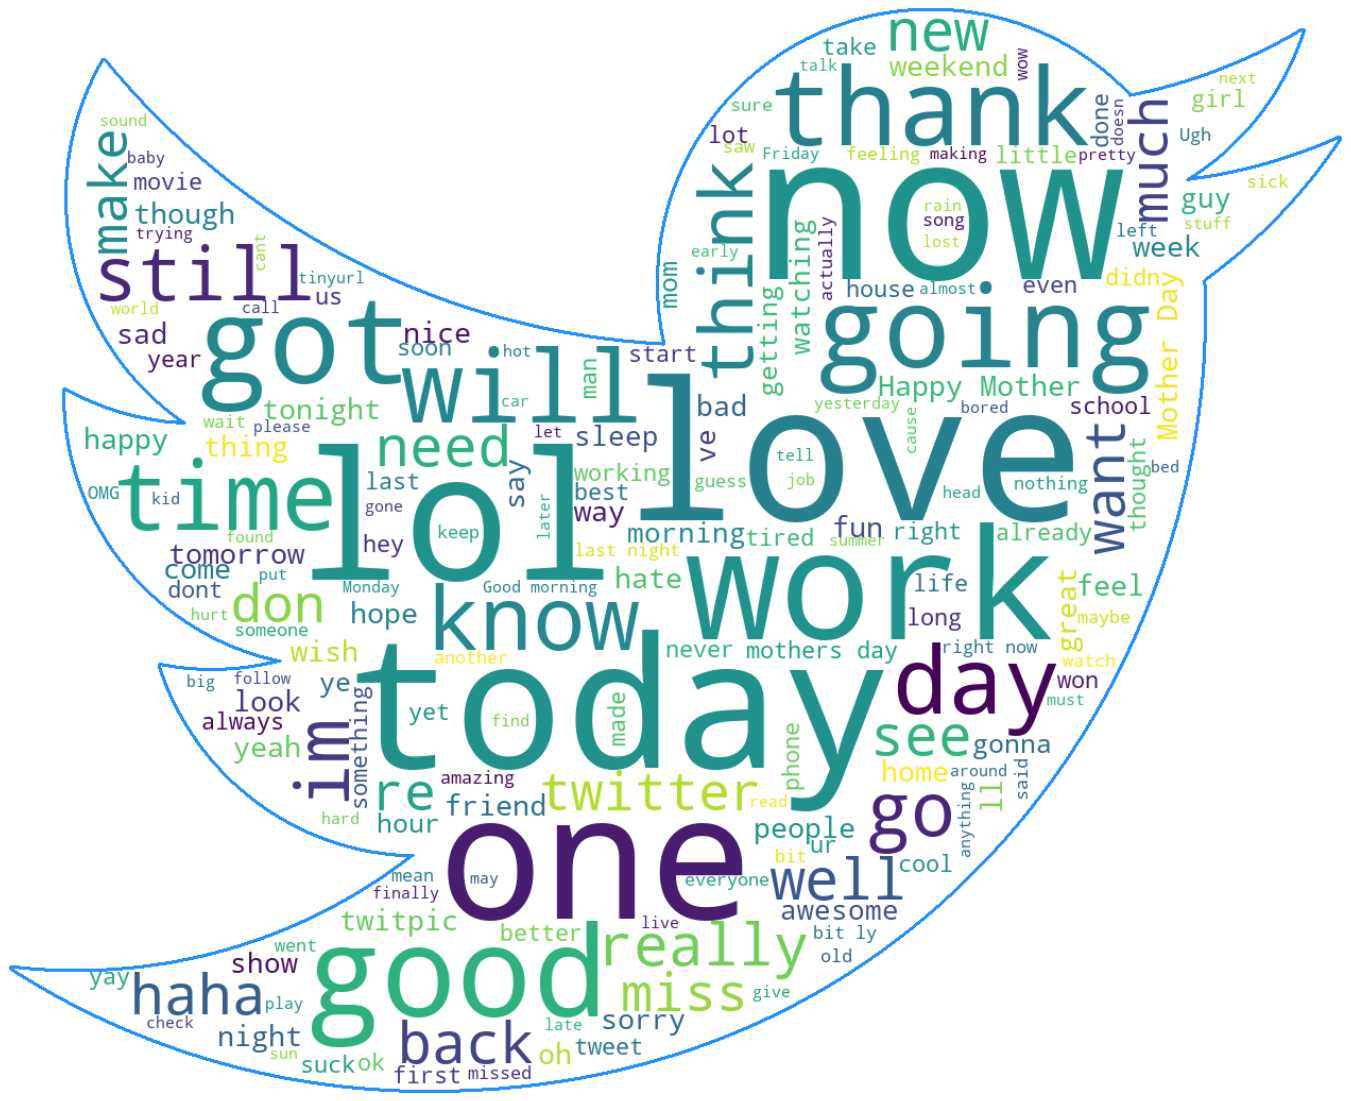 new
take
wow
talk
weekend
next
thank
sure
girl
done
doesn
much
sound
lot
saw
Ugh
make
baby
Friday
feeling
making
little
pretty
think
now
movie
sick
guy
rain
though
song
stuff
trying
left
cant
watching
actually
lost
week
early
still
tinyurl
mom
getting
house
almost
even
didn
us
world
call
going
Mother Day
sad
nice
got
soon
hot
start
year
will
man
love
Happy Mother
car
tonight
bad
yesterday
bored
school
wait
please
let
sleep
ve
cause
want
happy
need
thing
tell
thought
bed
time
lol
last
say
working
guess
job
nothing
OMG
kid
best
head
gone
later
way
keep
morning
tired
fun
right
already
found
hey
summer
tomorrow
last night
work
come
put
Monday
Good morning
hate
life
feel
dont
don
hope
know
long
great
maybe
hurt
someone
wish
another
never
mothers day
right now
watch
today
day
big
follow
ye
won
look
must
im
something
yet
find
made
always
see
gonna
yeah
phone
home
around
said
re
amazing
twitter
ll
friend
read
hard
go
anything
hour
one
people
ur
bit
cool
mean
may
everyone
well
finally
awesome
twitpic
live
better
bit ly
went
good
really
old
show
yay
haha
miss
give
play
check
night
back
late
sorry
sun
oh
tweet
suck
ok
first
missed